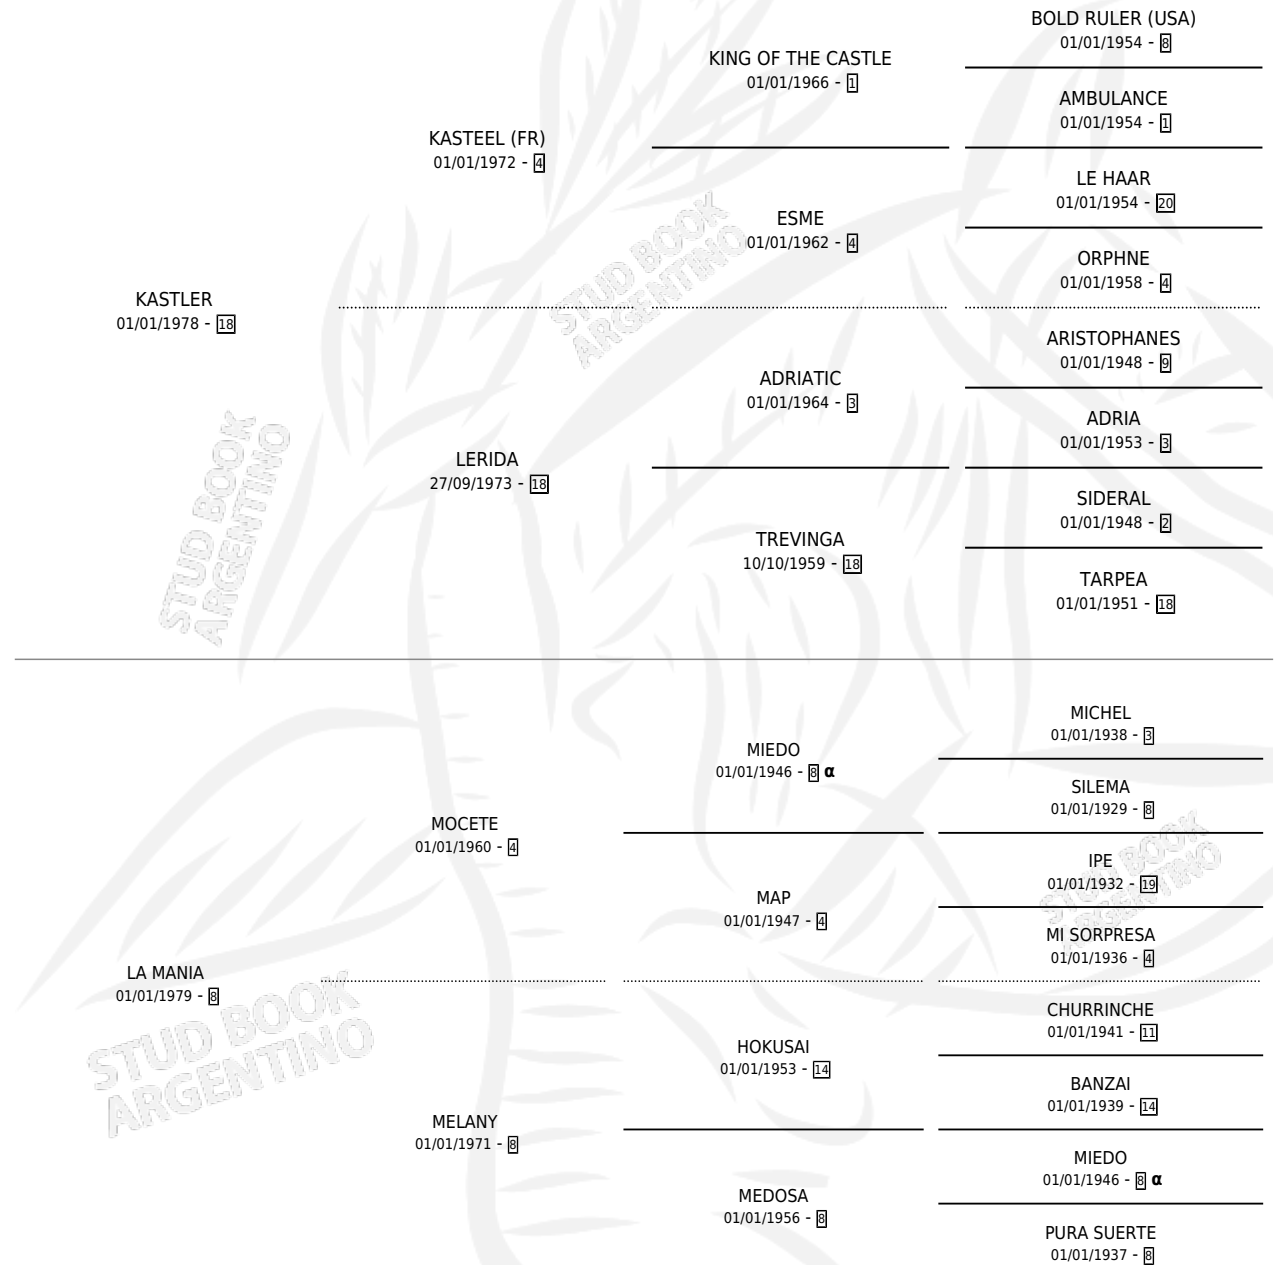 BOLD RULER (USA)
01/01/1954 - 8
KING OF THE CASTLE
01/01/1966 - 1
AMBULANCE
01/01/1954 - 1
KASTEEL (FR)
01/01/1972 - 4
LE HAAR
01/01/1954 - 20
ESME
01/01/1962 - 4
ORPHNE
01/01/1958 - 4
KASTLER
01/01/1978 - 18
ARISTOPHANES
01/01/1948 - 9
ADRIATIC
01/01/1964 - 3
ADRIA
01/01/1953 - 3
LERIDA
27/09/1973 - 18
SIDERAL
01/01/1948 - 2
TREVINGA
10/10/1959 - 18
TARPEA
01/01/1951 - 18
MICHEL
01/01/1938 - 3
MIEDO
01/01/1946 - 8 α
SILEMA
01/01/1929 - 8
MOCETE
01/01/1960 - 4
IPE
01/01/1932 - 19
MAP
01/01/1947 - 4
MI SORPRESA
01/01/1936 - 4
LA MANIA
01/01/1979 - 8
CHURRINCHE
01/01/1941 - 11
HOKUSAI
01/01/1953 - 14
BANZAI
01/01/1939 - 14
MELANY
01/01/1971 - 8
MIEDO
01/01/1946 - 8 α
MEDOSA
01/01/1956 - 8
PURA SUERTE
01/01/1937 - 8
STUD BOOK
ARGENTINO
STUD BOOK
ARGENTINO
STUD BOOK
ARGENTINO
STUD BOOK
ARGENTINO